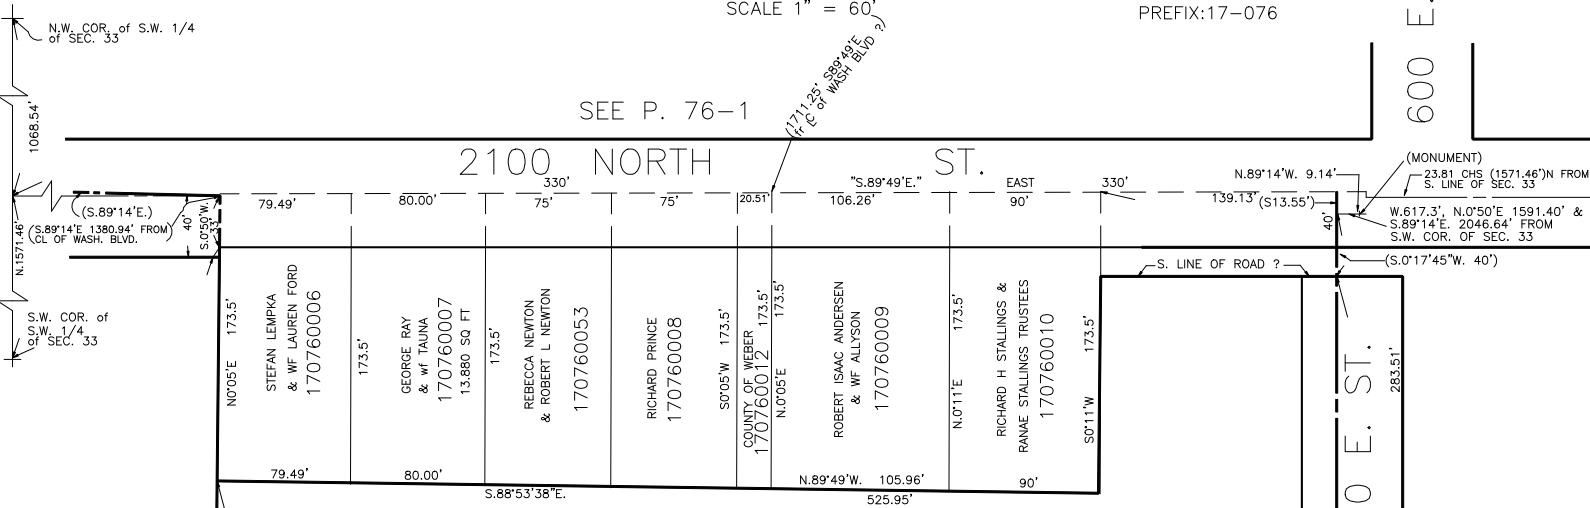 SCALE 1" = 60'
PREFIX:17-076
N.W. COR. of S.W. 1/4
of SEC. 33
1068.54'
SEE P. 76-1
(1711.25' S89°49'E
(fr LC of WASH BLVD ?)
600 E.
2100 NORTH ST.
330'
"S.89°49'E."
EAST
330'
N.89°14'W. 9.14'
(MONUMENT)
23.81 CHS (1571.46')N FROM
S. LINE OF SEC. 33
79.49'
80.00'
75'
75'
20.51'
106.26'
90'
139.13'
(S13.55')
40'
W.617.3', N.0°50'E 1591.40' &
S.89°14'E. 2046.64' FROM
S.W. COR. OF SEC. 33
(S.89°14'E.)
(S.89°14'E 1380.94' FROM
CL OF WASH. BLVD.
40'
S.0°50'W.
33'
N.1571.46'
S. LINE OF ROAD ?
(S.0°17'45"W. 40')
S.W. COR. of
S.W. 1/4
of SEC. 33
N0°05'E 173.5'
STEFAN LEMPKA
& WF LAUREN FORD
170760006
173.5'
GEORGE RAY
& wf TAUNA
170760007
13.880 SQ FT
173.5'
REBECCA NEWTON
& ROBERT L NEWTON
170760053
RICHARD PRINCE
170760008
S0°05'W 173.5'
COUNTY OF WEBER
170760012
173.5'
N.0°05'E 173.5'
ROBERT ISAAC ANDERSEN
& WF ALLYSON
170760009
N.0°11'E 173.5'
RICHARD H STALLINGS &
RANAE STALLINGS TRUSTEES
170760010
S0°11'W 173.5'
283.51'
0 E. ST.
79.49'
80.00'
N.89°49'W. 105.96'
90'
S.88°53'38"E.
525.95'